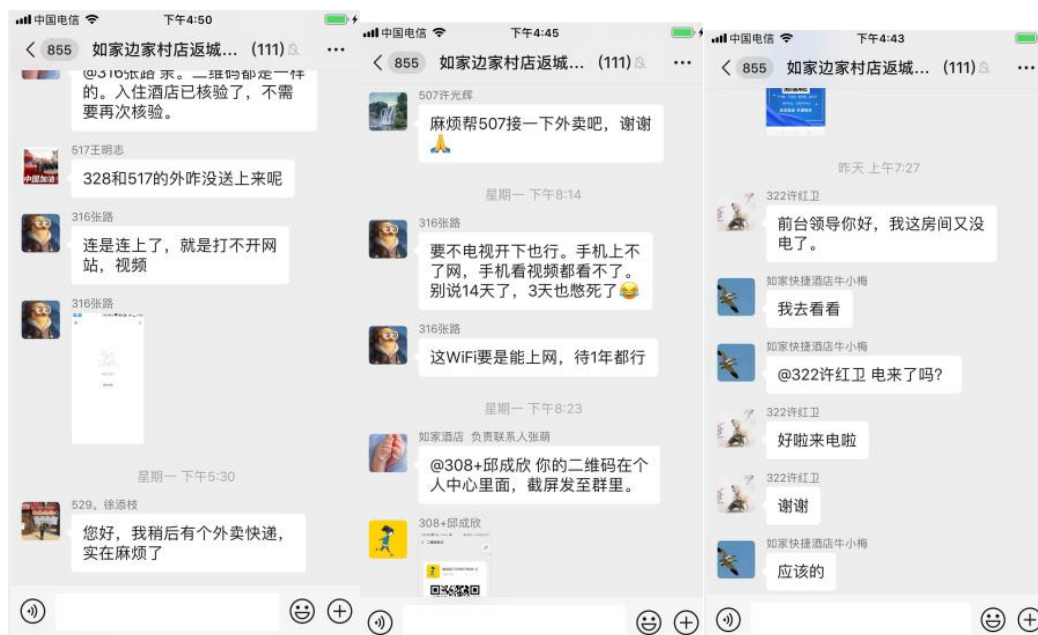 中国电信 下午4:50
855 如家边家村店返城... (111)
@316张路 亲。二维码都是一样
的。入住酒店已核验了，不需
要再次核验。
517王明志
328和517的外咋没送上来呢
316张路
连是连上了，就是打不开网
站，视频
316张路
星期一 下午5:30
529。徐添枝
您好，我稍后有个外卖快递，
实在麻烦了
中国电信 下午4:45
855 如家边家村店返城... (111)
507许光辉
麻烦帮507接一下外卖吧，谢谢
🙏
星期一 下午8:14
316张路
要不电视开下也行。手机上不
了网，手机看视频都看不了。
别说14天了，3天也憋死了😂
316张路
这WiFi要是能上网，待1年都行
星期一 下午8:23
如家酒店 负责联系人张萌
@308+邱成欣 你的二维码在个
人中心里面，截屏发至群里。
308+邱成欣
中国电信 下午4:43
855 如家边家村店返城... (111)
昨天 上午7:27
322许红卫
前台领导你好，我这房间又没
电了。
如家快捷酒店牛小梅
我去看看
如家快捷酒店牛小梅
@322许红卫 电来了吗?
322许红卫
好啦来电啦
322许红卫
谢谢
如家快捷酒店牛小梅
应该的